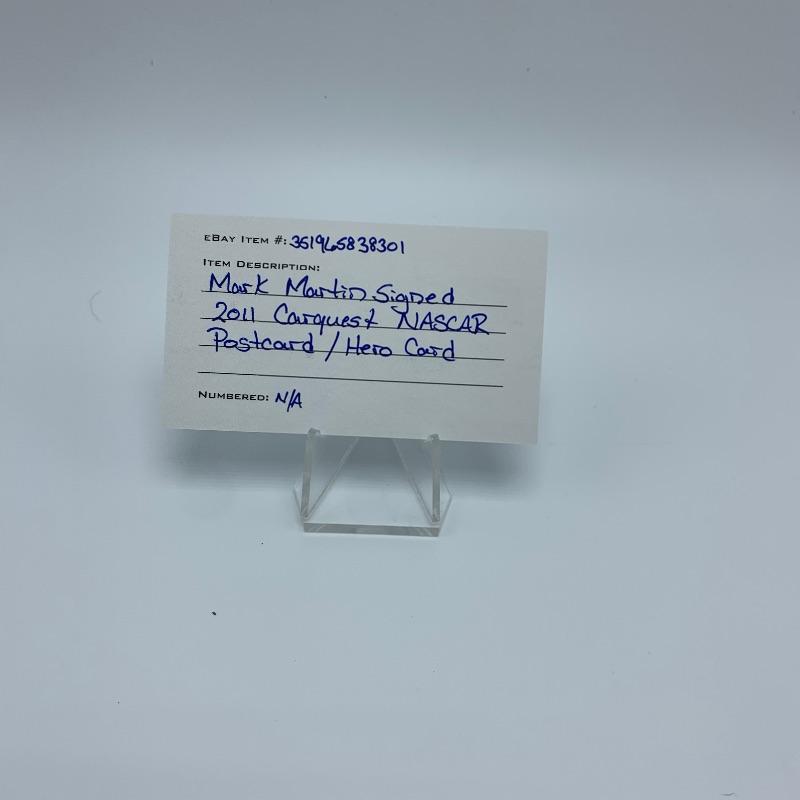 eBay Item #: 351965838301
Item Description:
Mark Martin Signed
2011 Carquest NASCAR
Postcard / Hero Card
Numbered: N/A